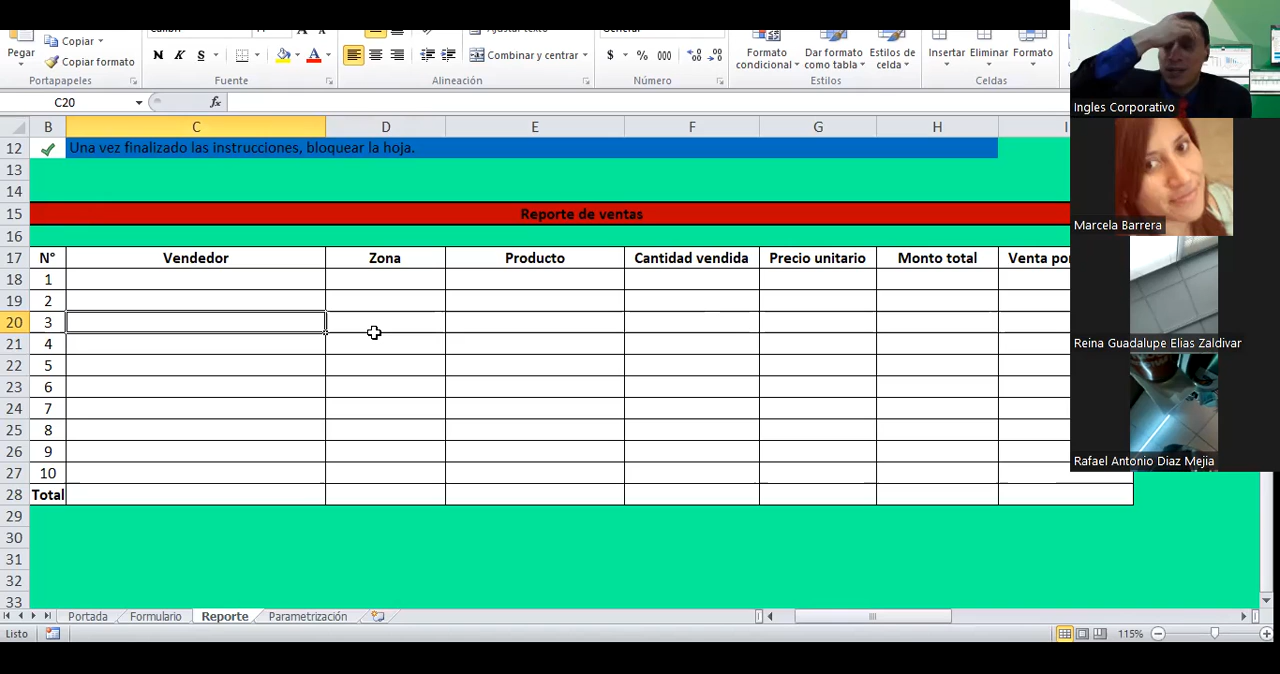 Copiar
Pegar
Copiar formato
Portapapeles
N K S
Fuente
Ajustar texto
Combinar y centrar
Alineación
General
$ % 000
Número
Formato condicional
Dar formato como tabla
Estilos de celda
Estilos
Insertar Eliminar Formato
Celdas
C20 fx
B C D E F G H I
12 Una vez finalizado las instrucciones, bloquear la hoja.
13
14
15 Reporte de ventas
16
17 N° Vendedor Zona Producto Cantidad vendida Precio unitario Monto total Venta
18 1
19 2
20 3
21 4
22 5
23 6
24 7
25 8
26 9
27 10
28 Total
29
30
31
32
33
Portada Formulario Reporte Parametrización
Listo 115%
Ingles Corporativo
Marcela Barrera
Reina Guadalupe Elias Zaldivar
Rafael Antonio Diaz Mejia